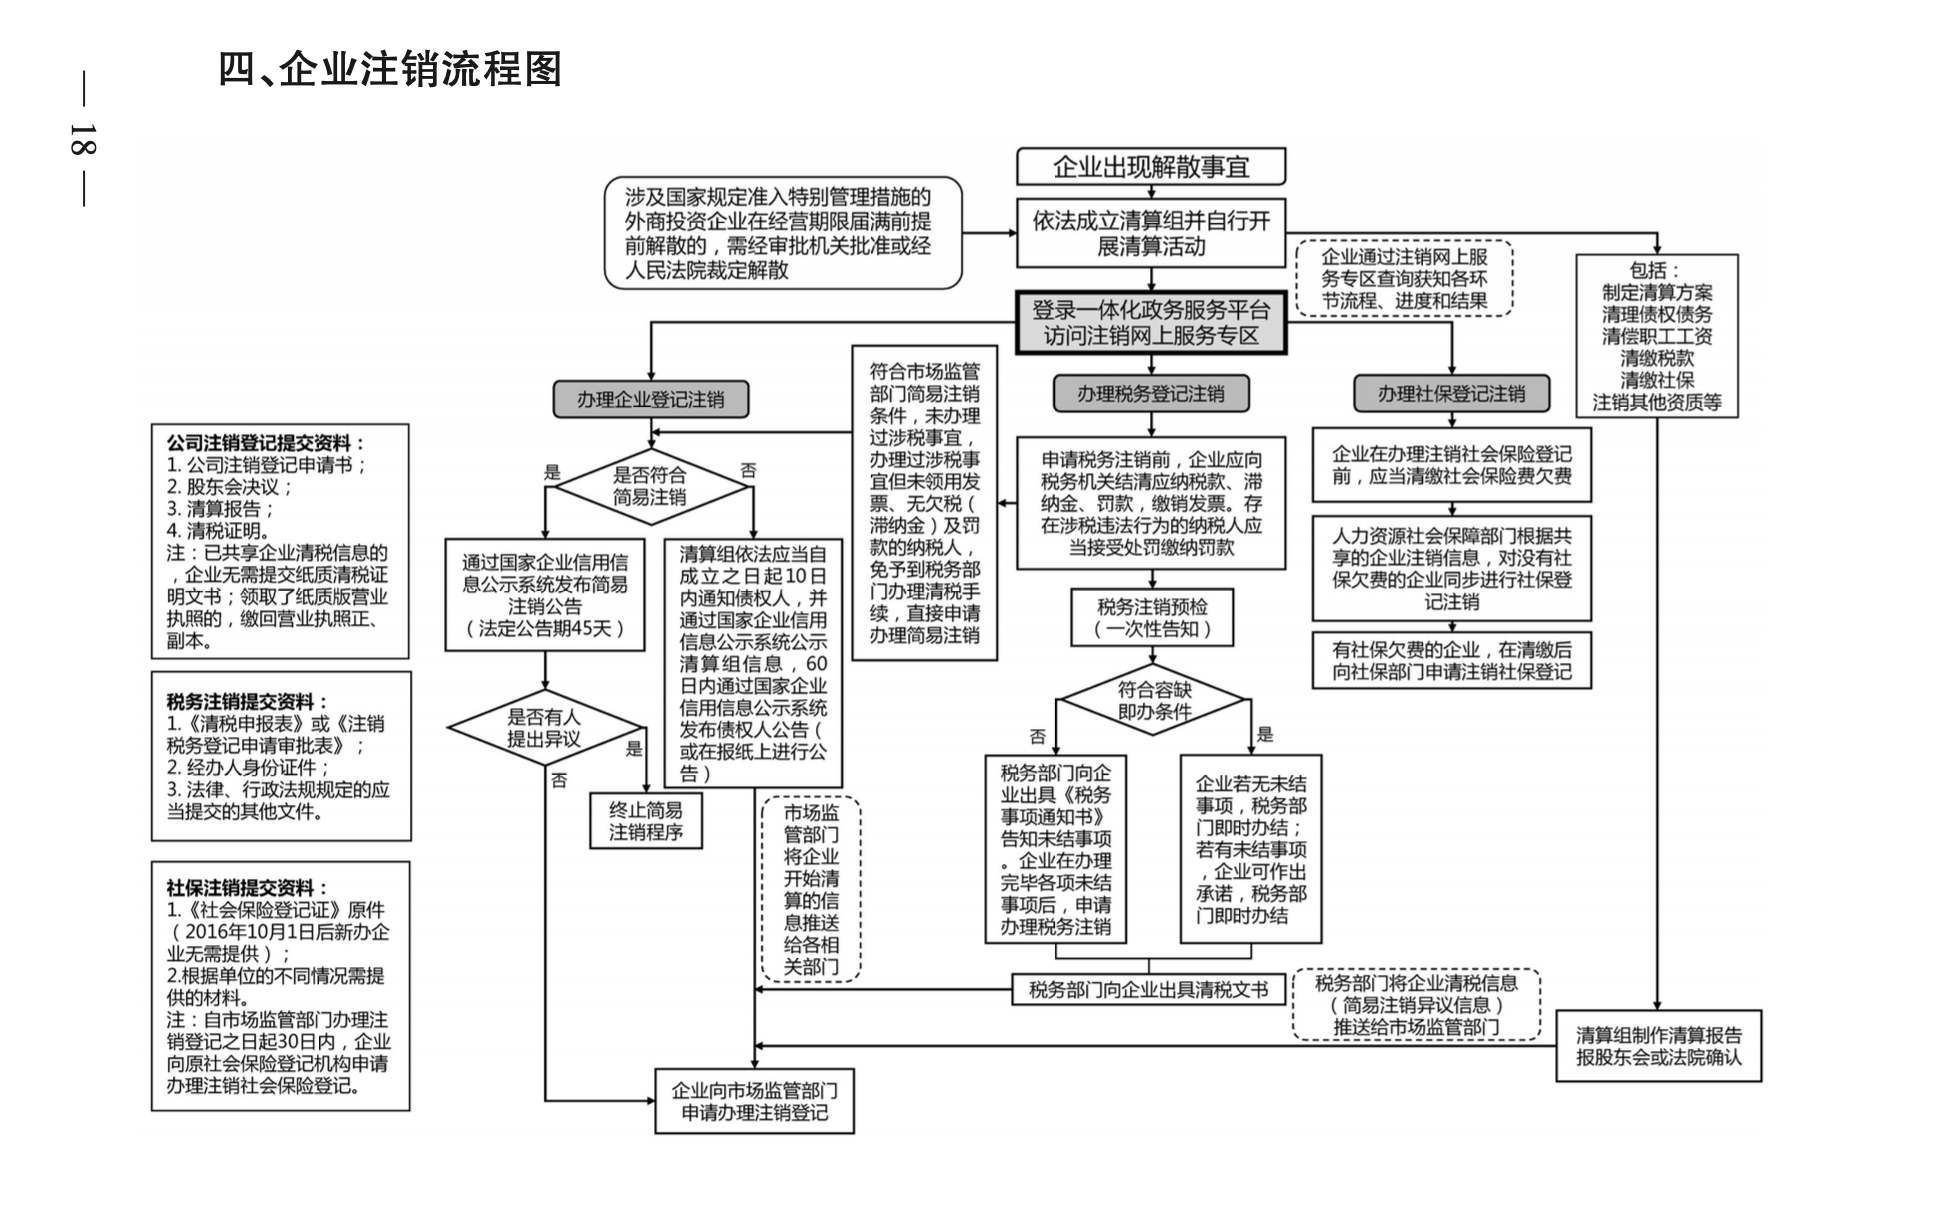 四、企业注销流程图
— 18 —
企业出现解散事宜
涉及国家规定准入特别管理措施的
外商投资企业在经营期限届满前提
前解散的，需经审批机关批准或经
人民法院裁定解散
依法成立清算组并自行开
展清算活动
企业通过注销网上服
务专区查询获知各环
节流程、进度和结果
包括：
制定清算方案
清理债权债务
清偿职工工资
清缴税款
清缴社保
注销其他资质等
登录一体化政务服务平台
访问注销网上服务专区
办理企业登记注销
办理税务登记注销
办理社保登记注销
公司注销登记提交资料：
1. 公司注销登记申请书；
2. 股东会决议；
3. 清算报告；
4. 清税证明。
注：已共享企业清税信息的
，企业无需提交纸质清税证
明文书；领取了纸质版营业
执照的，缴回营业执照正、
副本。
税务注销提交资料：
1.《清税申报表》或《注销
税务登记申请审批表》；
2. 经办人身份证件；
3. 法律、行政法规规定的应
当提交的其他文件。
社保注销提交资料：
1.《社会保险登记证》原件
（2016年10月1日后新办企
业无需提供）；
2.根据单位的不同情况需提
供的材料。
注：自市场监管部门办理注
销登记之日起30日内，企业
向原社会保险登记机构申请
办理注销社会保险登记。
是否符合
简易注销
是
否
通过国家企业信用信
息公示系统发布简易
注销公告
（法定公告期45天）
是否有人
提出异议
是
否
终止简易
注销程序
清算组依法应当自
成立之日起10日
内通知债权人，并
通过国家企业信用
信息公示系统公示
清算组信息，60
日内通过国家企业
信用信息公示系统
发布债权人公告（
或在报纸上进行公
告）
市场监
管部门
将企业
开始清
算的信
息推送
给各相
关部门
符合市场监管
部门简易注销
条件，未办理
过涉税事宜，
办理过涉税事
宜但未领用发
票、无欠税（
滞纳金）及罚
款的纳税人，
免予到税务部
门办理清税手
续，直接申请
办理简易注销
申请税务注销前，企业应向
税务机关结清应纳税款、滞
纳金、罚款，缴销发票。存
在涉税违法行为的纳税人应
当接受处罚缴纳罚款
税务注销预检
（一次性告知）
符合容缺
即办条件
否
是
税务部门向企
业出具《税务
事项通知书》
告知未结事项
。企业在办理
完毕各项未结
事项后，申请
办理税务注销
企业若无未结
事项，税务部
门即时办结；
若有未结事项
，企业可作出
承诺，税务部
门即时办结
税务部门向企业出具清税文书
企业在办理注销社会保险登记
前，应当清缴社会保险费欠费
人力资源社会保障部门根据共
享的企业注销信息，对没有社
保欠费的企业同步进行社保登
记注销
有社保欠费的企业，在清缴后
向社保部门申请注销社保登记
税务部门将企业清税信息
（简易注销异议信息）
推送给市场监管部门
清算组制作清算报告
报股东会或法院确认
企业向市场监管部门
申请办理注销登记